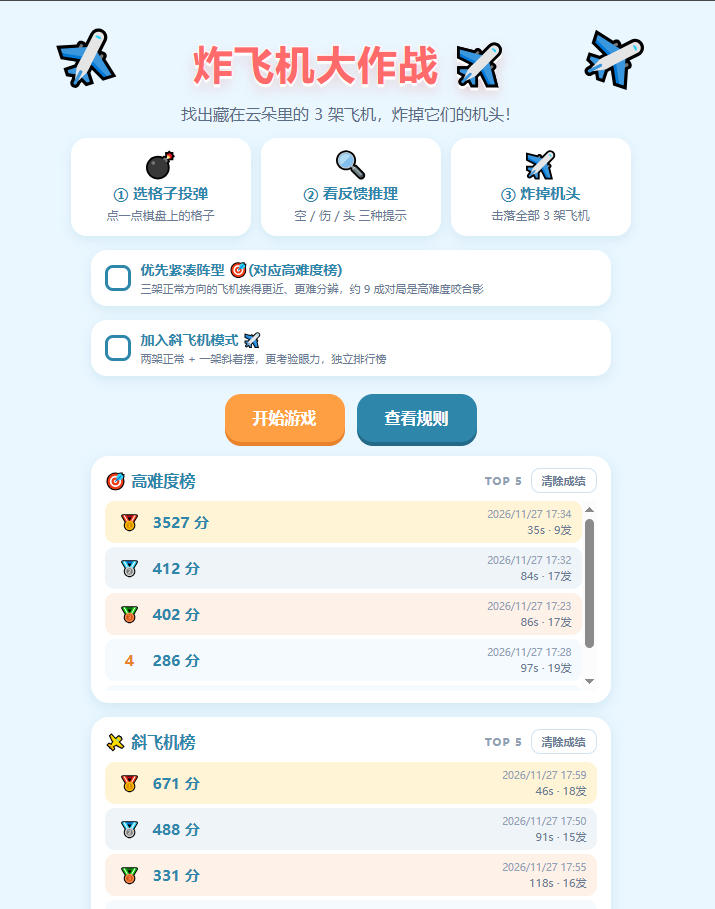 炸飞机大作战
找出藏在云朵里的 3 架飞机，炸掉它们的机头！
① 选格子投弹
点一点棋盘上的格子
② 看反馈推理
空 / 伤 / 头 三种提示
③ 炸掉机头
击落全部 3 架飞机
优先紧凑阵型 🎯(对应高难度榜)
三架正常方向的飞机挨得更近、更难分辨，约 9 成对局是高难度咬合影
加入斜飞机模式 ✈️
两架正常 + 一架斜着摆，更考验眼力，独立排行榜
开始游戏
查看规则
🎯 高难度榜
TOP 5
清除成绩
3527 分
2026/11/27 17:34
35s · 9发
412 分
2026/11/27 17:32
84s · 17发
402 分
2026/11/27 17:23
86s · 17发
4
286 分
2026/11/27 17:28
97s · 19发
斜飞机榜
TOP 5
清除成绩
671 分
2026/11/27 17:59
46s · 18发
488 分
2026/11/27 17:50
91s · 15发
331 分
2026/11/27 17:55
118s · 16发